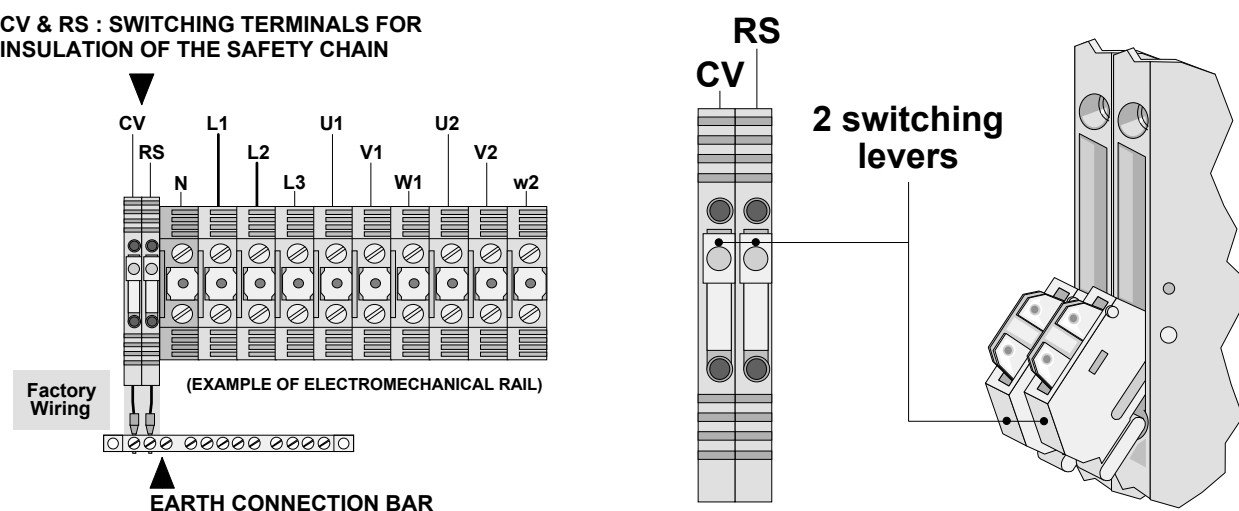 CV & RS : SWITCHING TERMINALS FOR
INSULATION OF THE SAFETY CHAIN
CV
RS
N
L1
L2
L3
U1
V1
W1
U2
V2
w2
Factory
Wiring
(EXAMPLE OF ELECTROMECHANICAL RAIL)
EARTH CONNECTION BAR
RS
CV
2 switching
levers